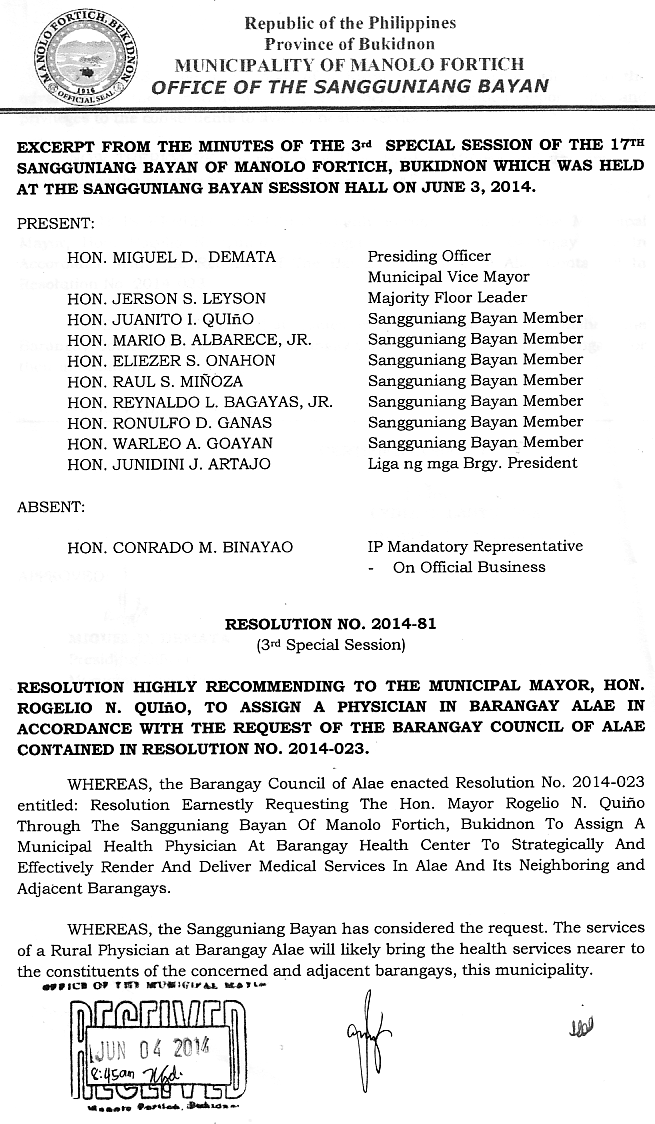 MANOLO FORTICH, BUKIDNON
1916
OFFICIAL SEAL
Republic of the Philippines
Province of Bukidnon
MUNICIPALITY OF MANOLO FORTICH
OFFICE OF THE SANGGUNIANG BAYAN
EXCERPT FROM THE MINUTES OF THE 3rd SPECIAL SESSION OF THE 17TH
SANGGUNIANG BAYAN OF MANOLO FORTICH, BUKIDNON WHICH WAS HELD
AT THE SANGGUNIANG BAYAN SESSION HALL ON JUNE 3, 2014.
PRESENT:
HON. MIGUEL D. DEMATA Presiding Officer
Municipal Vice Mayor
HON. JERSON S. LEYSON Majority Floor Leader
HON. JUANITO I. QUIñO Sangguniang Bayan Member
HON. MARIO B. ALBARECE, JR. Sangguniang Bayan Member
HON. ELIEZER S. ONAHON Sangguniang Bayan Member
HON. RAUL S. MIÑOZA Sangguniang Bayan Member
HON. REYNALDO L. BAGAYAS, JR. Sangguniang Bayan Member
HON. RONULFO D. GANAS Sangguniang Bayan Member
HON. WARLEO A. GOAYAN Sangguniang Bayan Member
HON. JUNIDINI J. ARTAJO Liga ng mga Brgy. President
ABSENT:
HON. CONRADO M. BINAYAO IP Mandatory Representative
- On Official Business
RESOLUTION NO. 2014-81
(3rd Special Session)
RESOLUTION HIGHLY RECOMMENDING TO THE MUNICIPAL MAYOR, HON.
ROGELIO N. QUIñO, TO ASSIGN A PHYSICIAN IN BARANGAY ALAE IN
ACCORDANCE WITH THE REQUEST OF THE BARANGAY COUNCIL OF ALAE
CONTAINED IN RESOLUTION NO. 2014-023.
WHEREAS, the Barangay Council of Alae enacted Resolution No. 2014-023
entitled: Resolution Earnestly Requesting The Hon. Mayor Rogelio N. Quiño
Through The Sangguniang Bayan Of Manolo Fortich, Bukidnon To Assign A
Municipal Health Physician At Barangay Health Center To Strategically And
Effectively Render And Deliver Medical Services In Alae And Its Neighboring and
Adjacent Barangays.
WHEREAS, the Sangguniang Bayan has considered the request. The services
of a Rural Physician at Barangay Alae will likely bring the health services nearer to
the constituents of the concerned and adjacent barangays, this municipality.
OFFICE OF THE MUNICIPAL MAYOR
RECEIVED
JUN 04 2014
8:45am
Manolo Fortich, Bukidnon